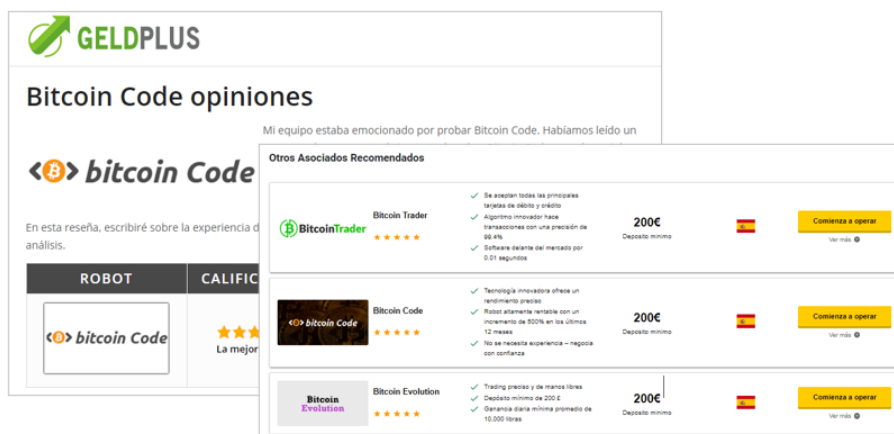 GELDPLUS
Bitcoin Code opiniones
Mi equipo estaba emocionado por probar Bitcoin Code. Habíamos leído un
bitcoin Code
En esta reseña, escribiré sobre la experiencia d
análisis.
ROBOT
CALIFIC
bitcoin Code
La mejor
Otros Asociados Recomendados
BitcoinTrader
Bitcoin Trader
Se aceptan todas las principales
tarjetas de débito y crédito
Algoritmo innovador hace
transacciones con una precisión de
99.4%
Software delante del mercado por
0.01 segundos
200€
Deposito minimo
Comienza a operar
Ver más
bitcoin Code
Bitcoin Code
Tecnología innovadora ofrece un
rendimiento preciso
Robot altamente rentable con un
incremento de 500% en los últimos
12 meses
No se necesita experiencia – negocia
con confianza
200€
Deposito minimo
Comienza a operar
Ver más
Bitcoin
Evolution
Bitcoin Evolution
Trading preciso y de manos libres
Depósito mínimo de 200 £
Ganancia diaria mínima promedio de
10,000 libras
200€
Deposito minimo
Comienza a operar
Ver más